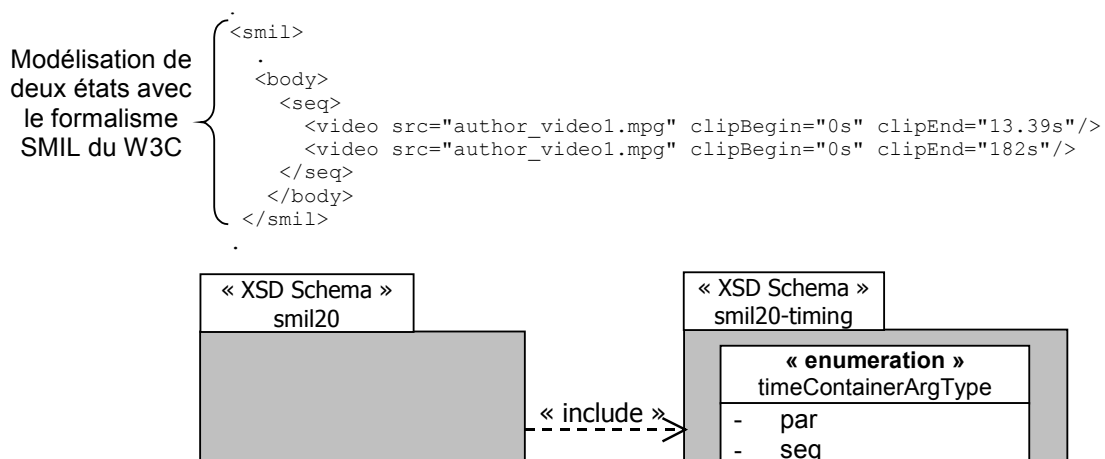 .
<smil>
.
<body>
<seq>
<video src="author_video1.mpg" clipBegin="0s" clipEnd="13.39s"/>
<video src="author_video1.mpg" clipBegin="0s" clipEnd="182s"/>
</seq>
</body>
</smil>
.
Modélisation de
deux états avec
le formalisme
SMIL du W3C
« XSD Schema »
smil20
« include »
« XSD Schema »
smil20-timing
« enumeration »
timeContainerArgType
- par
- seq